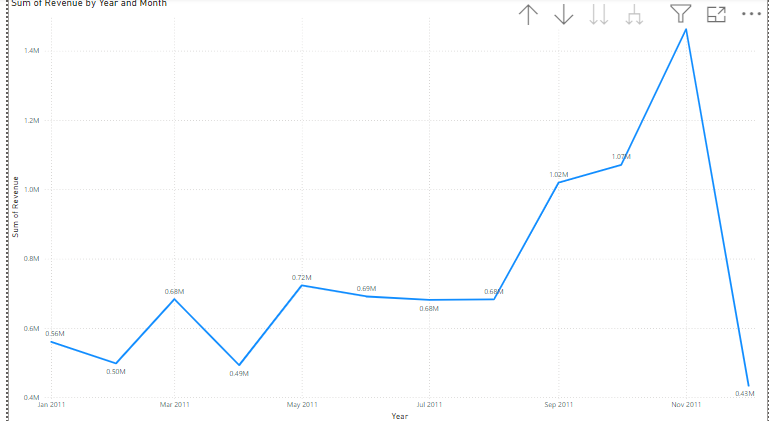 Sum of Revenue by Year and Month
1.4M
1.2M
1.07M
1.02M
1.0M
Sum of Revenue
0.8M
0.72M
0.68M
0.69M
0.68M
0.68M
0.6M
0.56M
0.50M
0.49M
0.43M
0.4M
Jan 2011
Mar 2011
May 2011
Jul 2011
Sep 2011
Nov 2011
Year